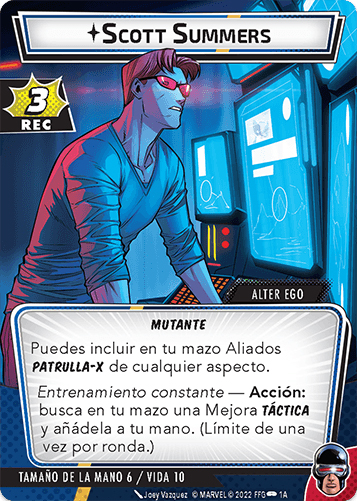 SCOTT SUMMERS
3
REC
ALTER EGO
MUTANTE
Puedes incluir en tu mazo Aliados
PATRULLA-X de cualquier aspecto.
Entrenamiento constante — Acción:
busca en tu mazo una Mejora TÁCTICA
y añádela a tu mano. (Límite de una
vez por ronda.)
TAMAÑO DE LA MANO 6 / VIDA 10
Joey Vazquez © MARVEL © 2022 FFG 1A